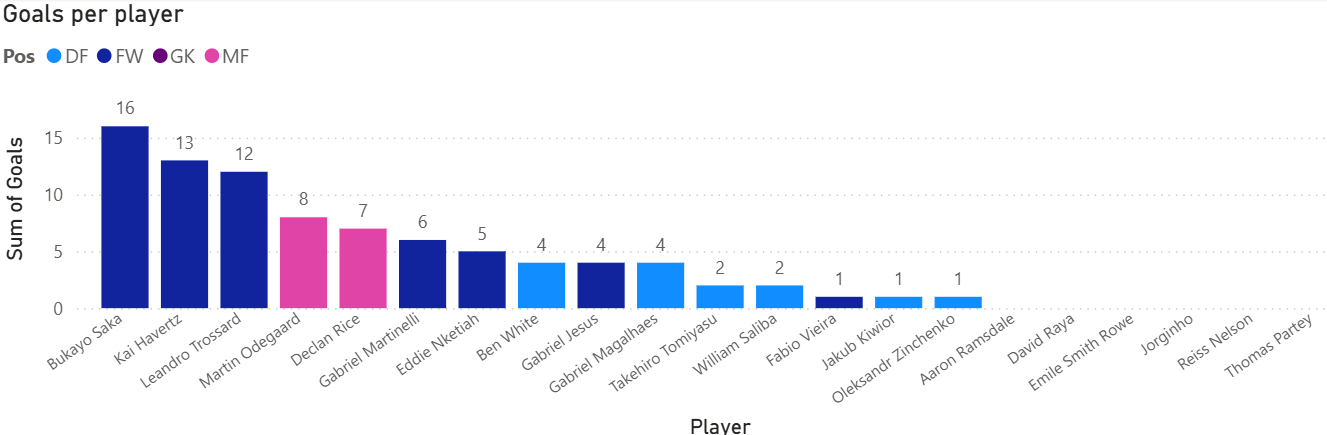 Goals per player
Pos DF FW GK MF
Sum of Goals
15
10
5
0
16
13
12
8
7
6
5
4
4
4
2
2
1
1
1
Bukayo Saka
Kai Havertz
Leandro Trossard
Martin Odegaard
Declan Rice
Gabriel Martinelli
Eddie Nketiah
Ben White
Gabriel Jesus
Gabriel Magalhaes
Takehiro Tomiyasu
William Saliba
Fabio Vieira
Jakub Kiwior
Oleksandr Zinchenko
Aaron Ramsdale
David Raya
Emile Smith Rowe
Jorginho
Reiss Nelson
Thomas Partey
Player